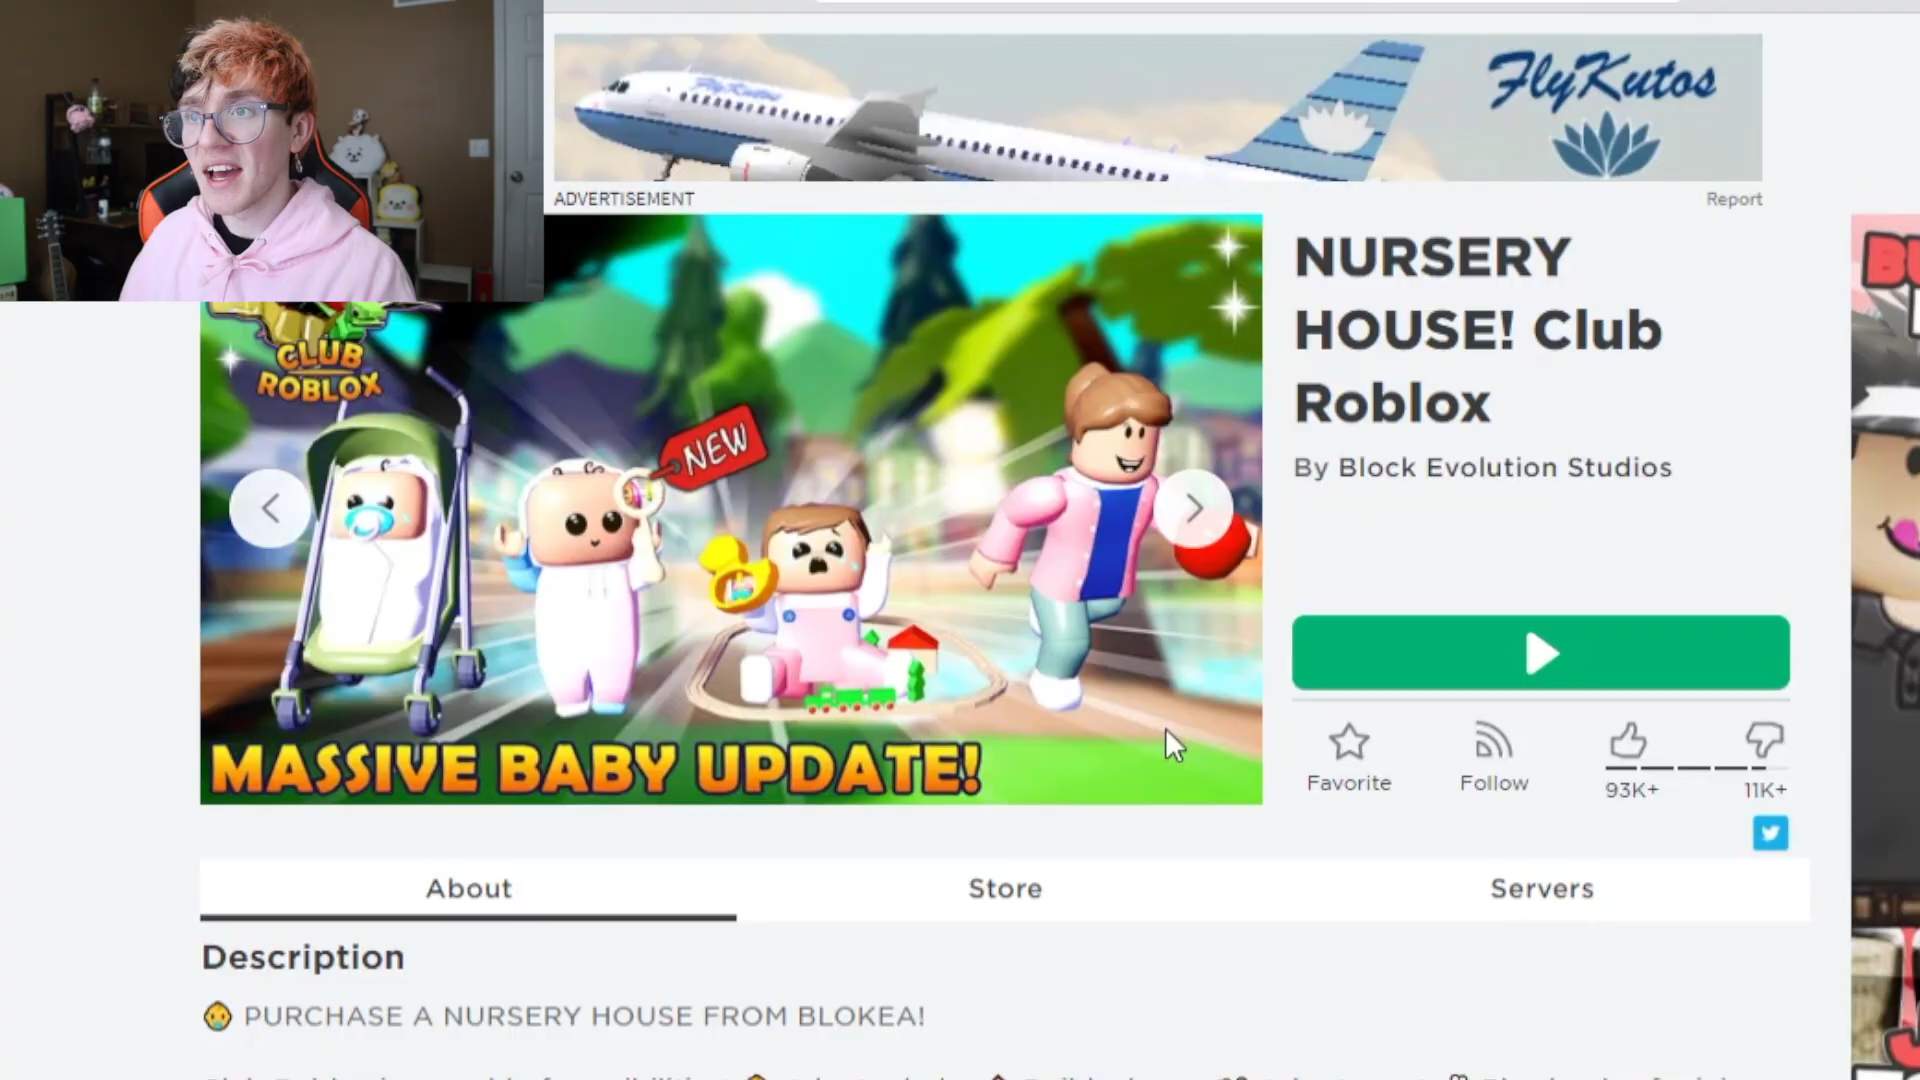 FlyKutos
ADVERTISEMENT
Report
CLUB
ROBLOX
NEW
MASSIVE BABY UPDATE!
NURSERY
HOUSE! Club
Roblox
By Block Evolution Studios
Favorite
Follow
93K+
11K+
About
Store
Servers
Description
PURCHASE A NURSERY HOUSE FROM BLOKEA!